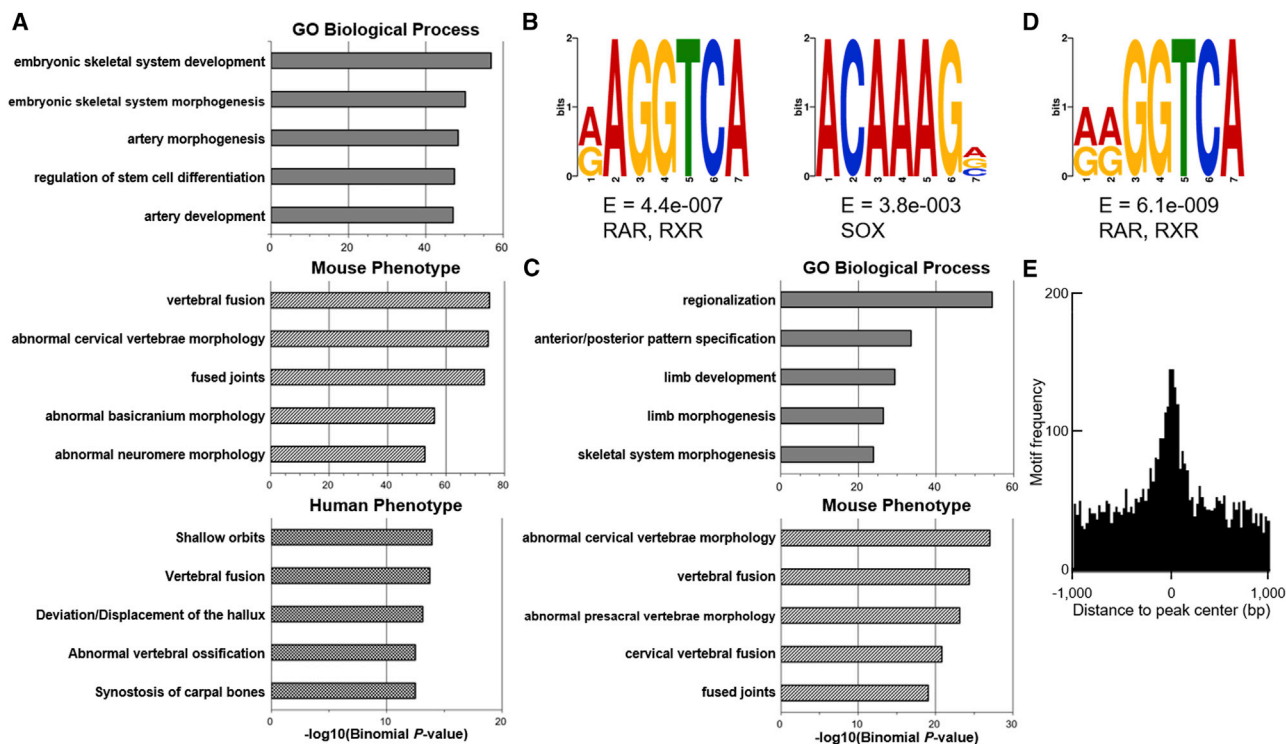 A
GO Biological Process
embryonic skeletal system development
embryonic skeletal system morphogenesis
artery morphogenesis
regulation of stem cell differentiation
artery development
0 20 40 60
Mouse Phenotype
vertebral fusion
abnormal cervical vertebrae morphology
fused joints
abnormal basicranium morphology
abnormal neuromere morphology
0 20 40 60 80
Human Phenotype
Shallow orbits
Vertebral fusion
Deviation/Displacement of the hallux
Abnormal vertebral ossification
Synostosis of carpal bones
0 10 20
-log10(Binomial P-value)
B
2
bits
1
0
A
G
AGGTCA
1 2 3 4 5 6 7
E = 4.4e-007
RAR, RXR
2
bits
1
0
ACAAAG
A
G
C
1 2 3 4 5 6 7
E = 3.8e-003
SOX
C
GO Biological Process
regionalization
anterior/posterior pattern specification
limb development
limb morphogenesis
skeletal system morphogenesis
0 20 40 60
Mouse Phenotype
abnormal cervical vertebrae morphology
vertebral fusion
abnormal presacral vertebrae morphology
cervical vertebral fusion
fused joints
0 10 20 30
-log10(Binomial P-value)
D
2
bits
1
0
AA
GG
GGTCA
1 2 3 4 5 6 7
E = 6.1e-009
RAR, RXR
E
200
100
0
Motif frequency
-1,000 0 1,000
Distance to peak center (bp)